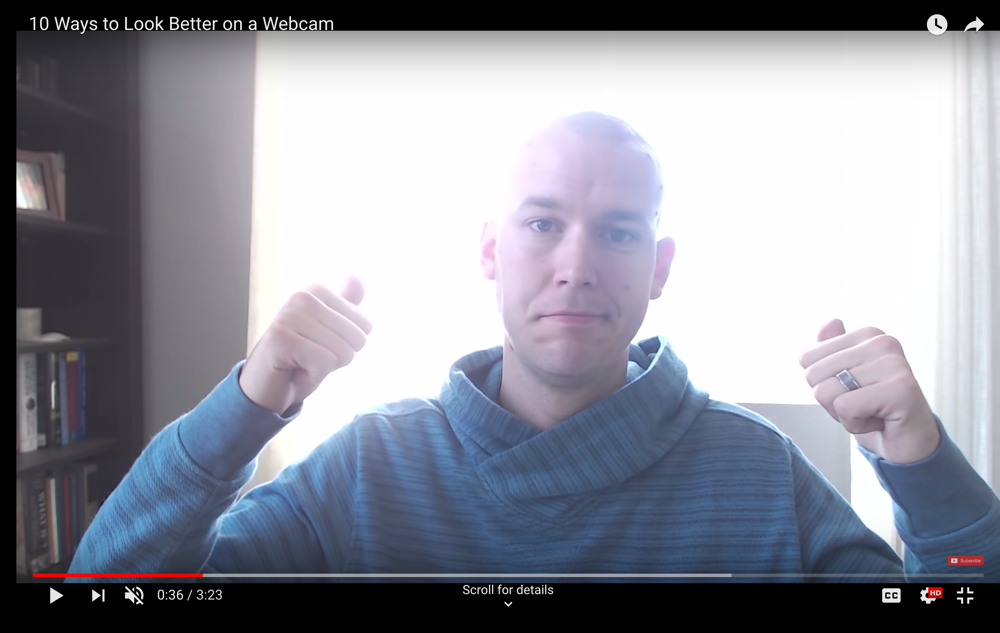 10 Ways to Look Better on a Webcam
Subscribe
0:36 / 3:23
Scroll for details
CC
HD